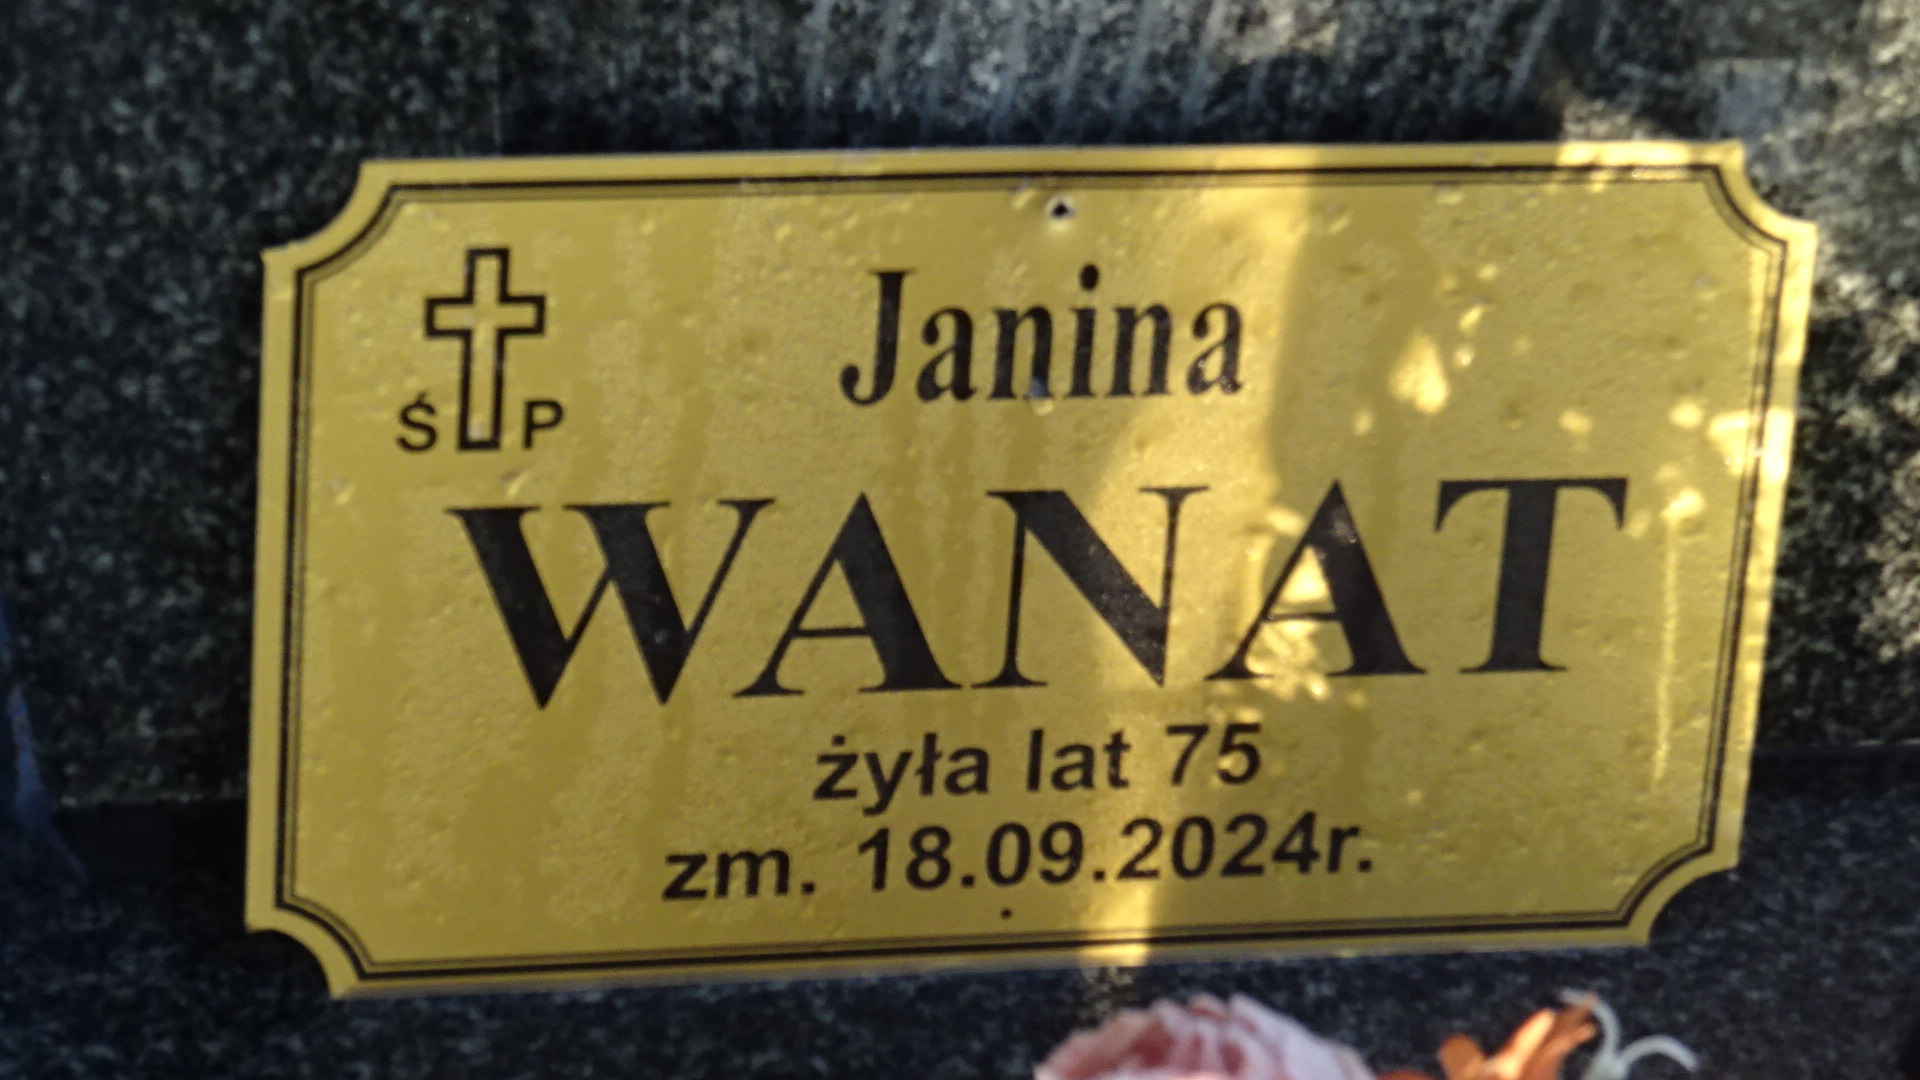 Janina
Ś P
WANAT
żyła lat 75
zm. 18.09.2024r.